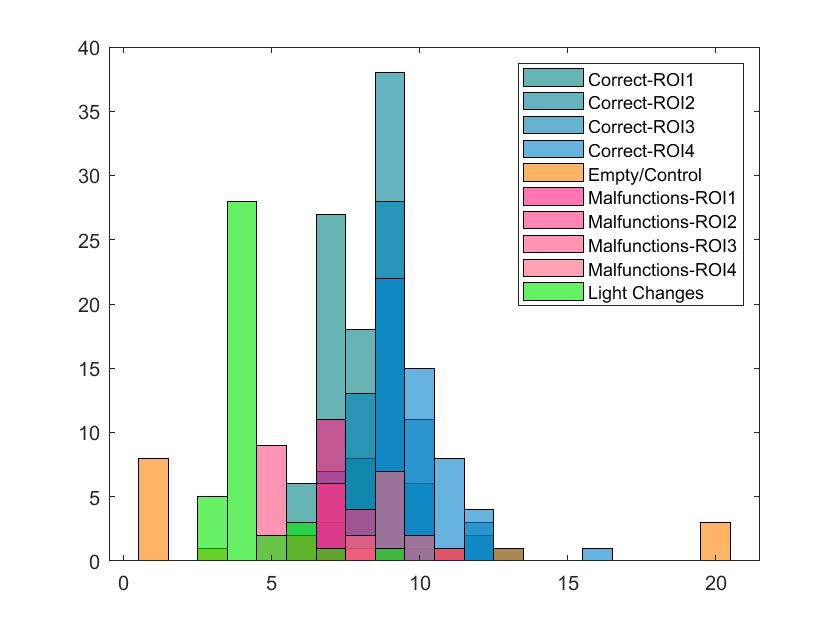 40
35
30
25
20
15
10
5
0
0 5 10 15 20
Correct-ROI1
Correct-ROI2
Correct-ROI3
Correct-ROI4
Empty/Control
Malfunctions-ROI1
Malfunctions-ROI2
Malfunctions-ROI3
Malfunctions-ROI4
Light Changes